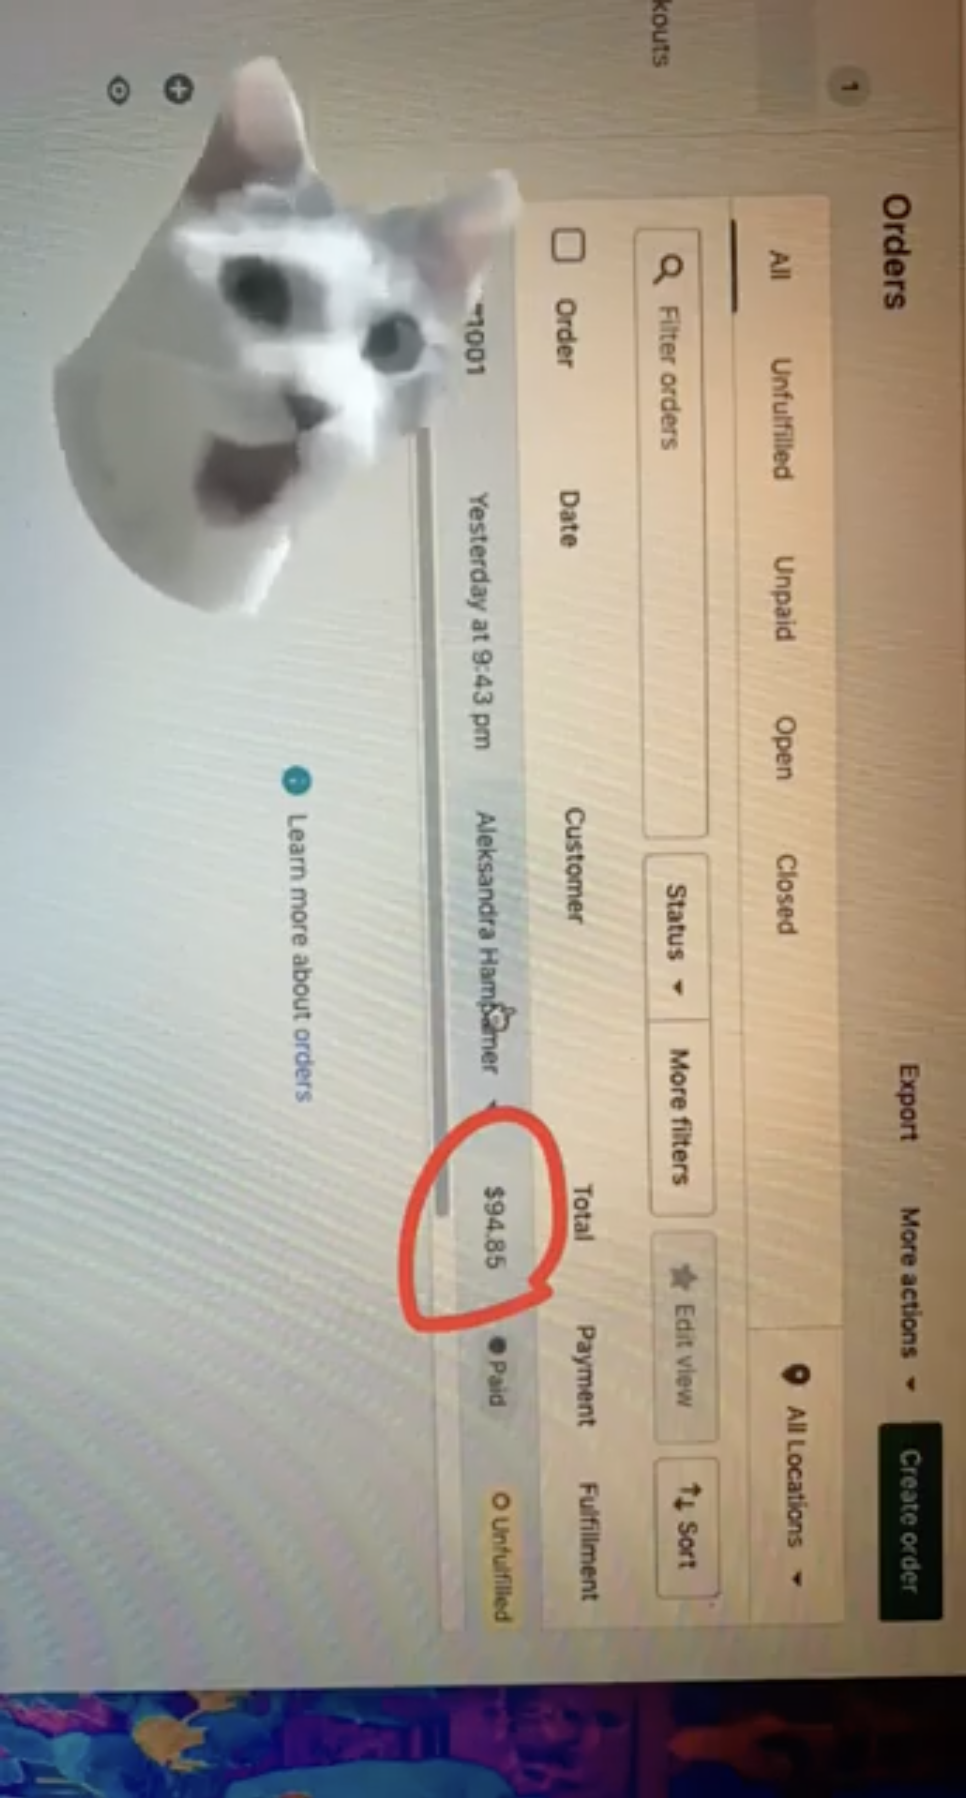 kouts
1
Orders
Export
More actions
Create order
All
Unfulfilled
Unpaid
Open
Closed
All Locations
Filter orders
Status
More filters
Edit view
Sort
Order
Date
Customer
Total
Payment
Fulfillment
1001
Yesterday at 9:43 pm
Aleksandra
$94.85
Paid
Unfulfilled
Learn more about orders